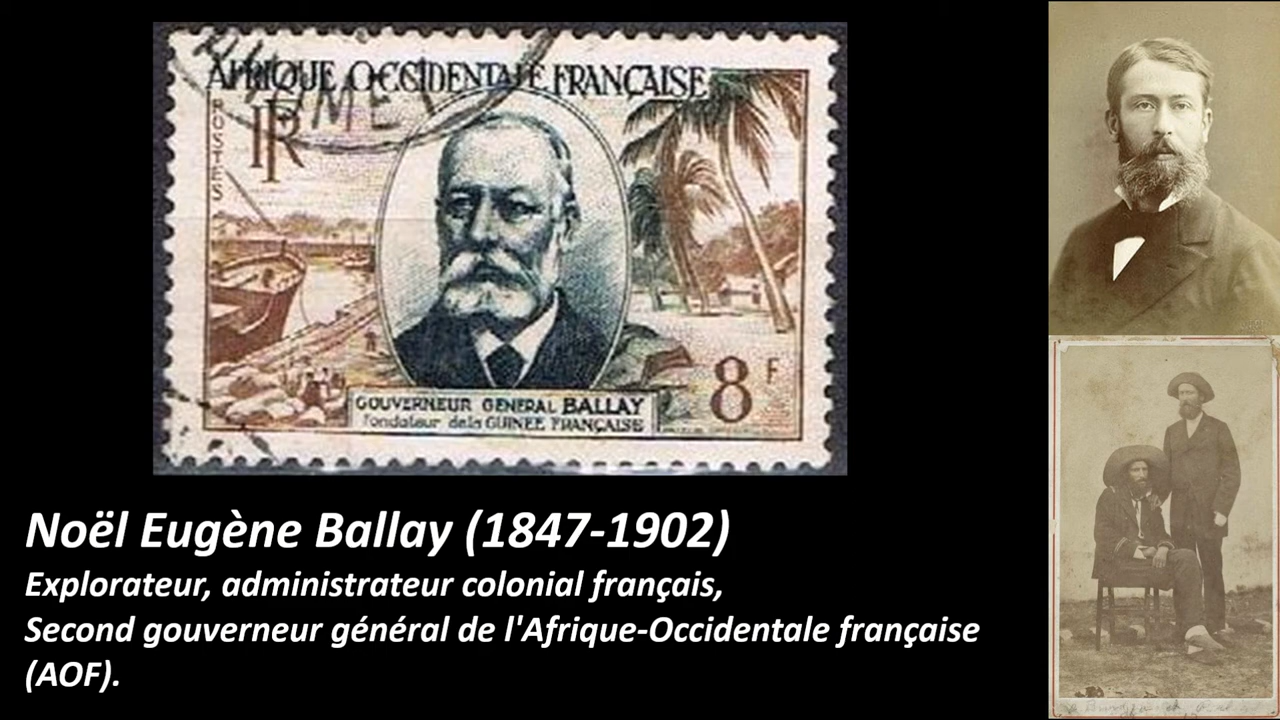 AFRIQUE OCCIDENTALE FRANÇAISE
POSTES
RF
8F
GOUVERNEUR GENERAL BALLAY
Fondateur de la GUINEE FRANÇAISE
Noël Eugène Ballay (1847-1902)
Explorateur, administrateur colonial français,
Second gouverneur général de l'Afrique-Occidentale française
(AOF).